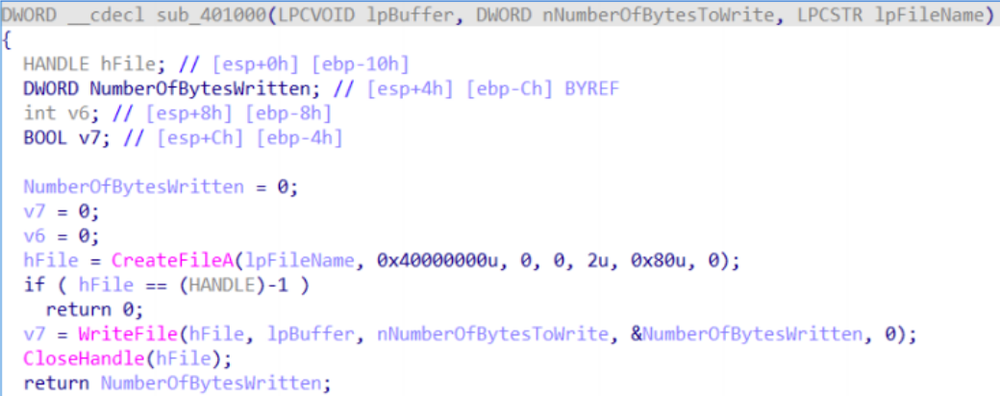 DWORD __cdecl sub_401000(LPCVOID lpBuffer, DWORD nNumberOfBytesToWrite, LPCSTR lpFileName)
{
  HANDLE hFile; // [esp+0h] [ebp-10h]
  DWORD NumberOfBytesWritten; // [esp+4h] [ebp-Ch] BYREF
  int v6; // [esp+8h] [ebp-8h]
  BOOL v7; // [esp+Ch] [ebp-4h]

  NumberOfBytesWritten = 0;
  v7 = 0;
  v6 = 0;
  hFile = CreateFileA(lpFileName, 0x40000000u, 0, 0, 2u, 0x80u, 0);
  if ( hFile == (HANDLE)-1 )
    return 0;
  v7 = WriteFile(hFile, lpBuffer, nNumberOfBytesToWrite, &NumberOfBytesWritten, 0);
  CloseHandle(hFile);
  return NumberOfBytesWritten;